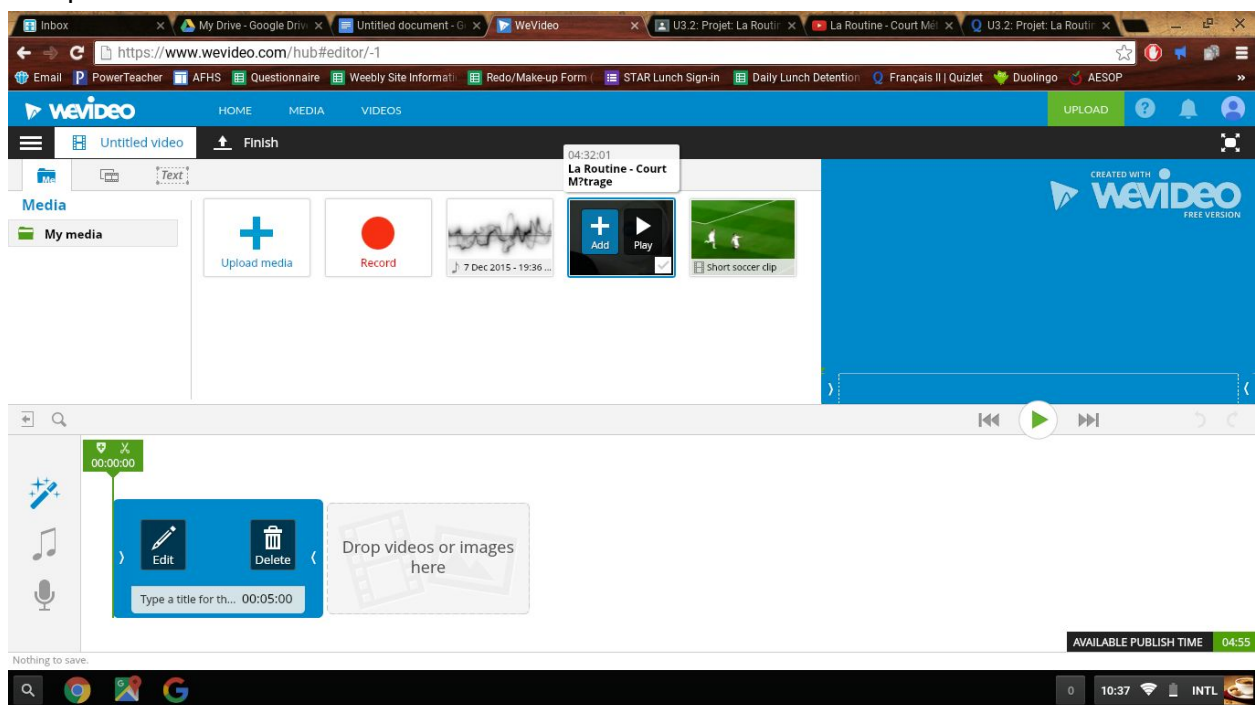 Inbox
My Drive - Google Driv
Untitled document - G
WeVideo
U3.2: Projet: La Routin
La Routine - Court Mét
U3.2: Projet: La Routin
https://www.wevideo.com/hub#editor/-1
Email PowerTeacher AFHS Questionnaire Weebly Site Informati Redo/Make-up Form ( STAR Lunch Sign-in Daily Lunch Detention Français II | Quizlet Duolingo AESOP »
WeVIDEO HOME MEDIA VIDEOS UPLOAD ?
Untitled video Finish
04:32:01
La Routine - Court
M?trage
Me Text
Media
My media
Upload media
Record
7 Dec 2015 - 19:36 ...
Add Play
Short soccer clip
CREATED WITH
WEVIDEO
FREE VERSION
00:00:00
Edit Delete
Type a title for th... 00:05:00
Drop videos or images
here
AVAILABLE PUBLISH TIME 04:55
Nothing to save.
G 0 10:37 INTL